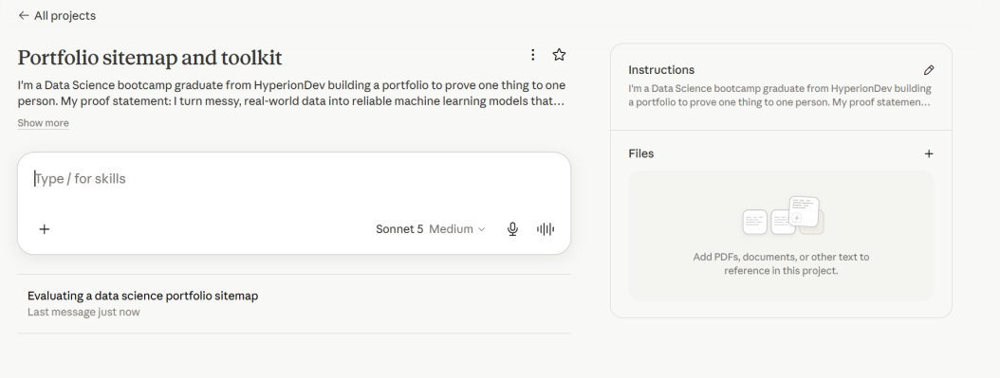 All projects
Portfolio sitemap and toolkit
I'm a Data Science bootcamp graduate from HyperionDev building a portfolio to prove one thing to one
person. My proof statement: I turn messy, real-world data into reliable machine learning models that...
Show more
Type / for skills
Sonnet 5 Medium
Evaluating a data science portfolio sitemap
Last message just now
Instructions
I'm a Data Science bootcamp graduate from HyperionDev building
a portfolio to prove one thing to one person. My proof statemen...
Files
Add PDFs, documents, or other text to
reference in this project.